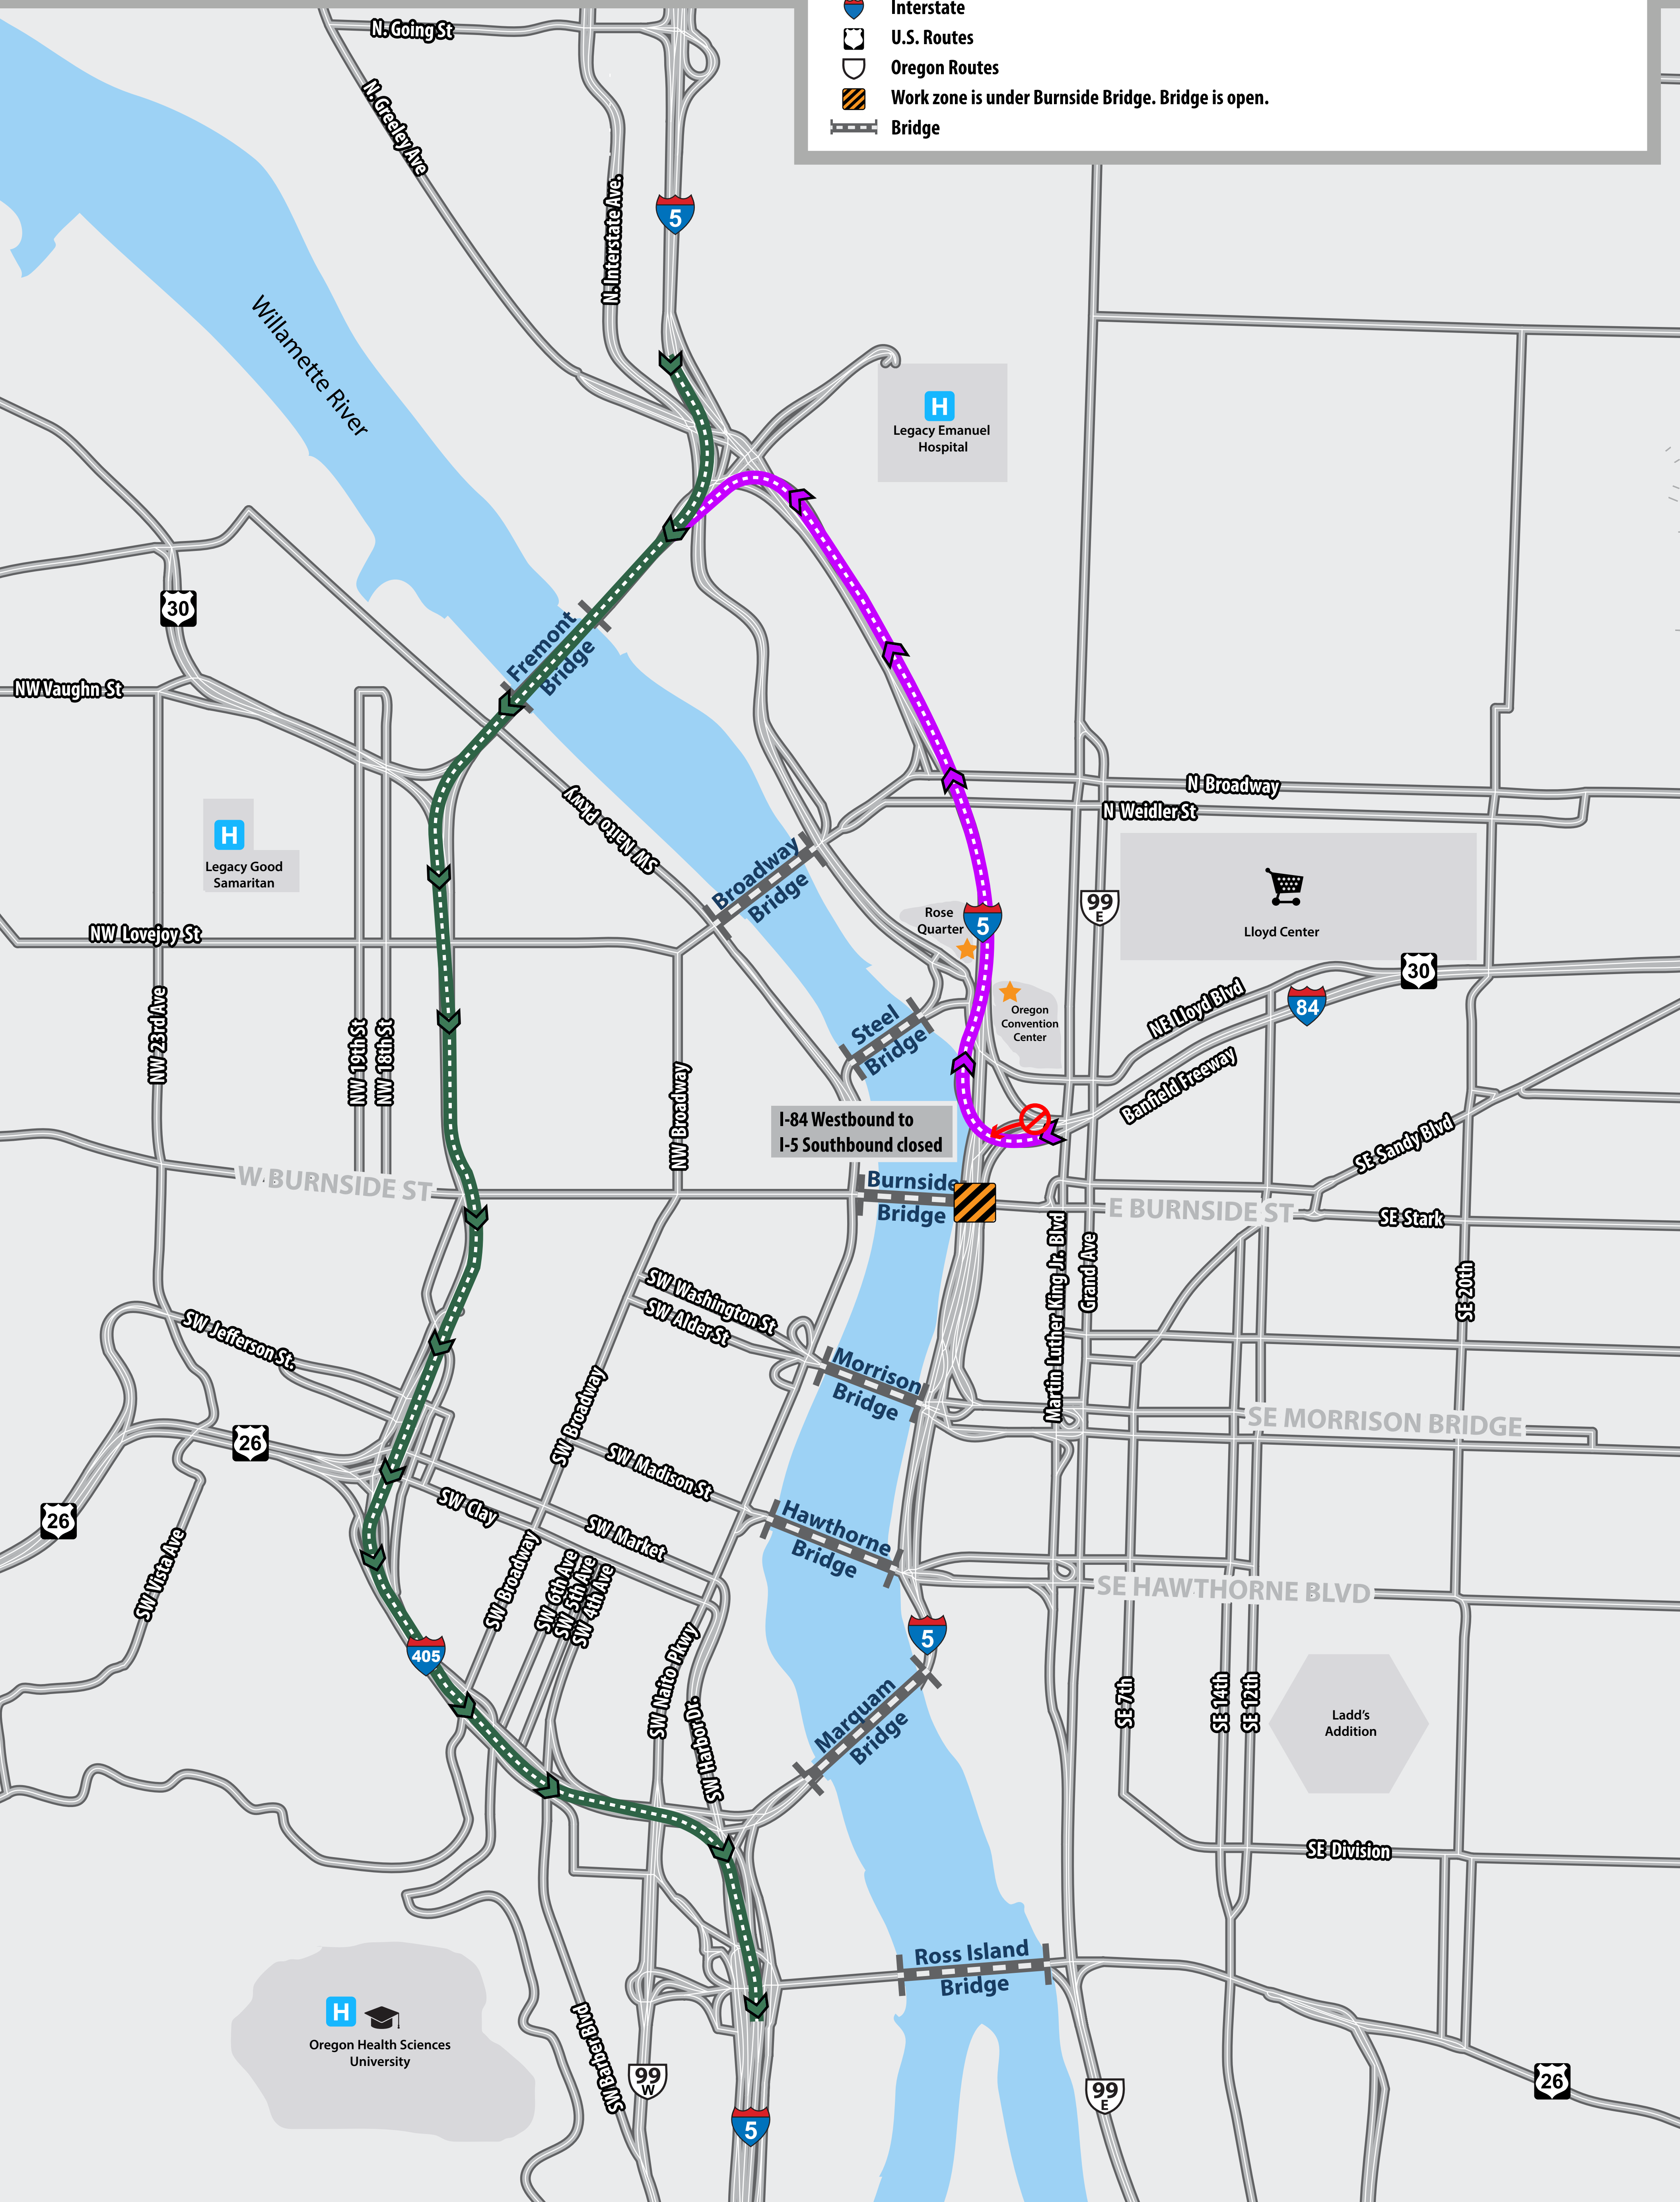 Interstate
U.S. Routes
Oregon Routes
Work zone is under Burnside Bridge. Bridge is open.
Bridge
N. Going St
N. Greeley Ave
N. Interstate Ave.
5
Willamette River
H
Legacy Emanuel
Hospital
30
Fremont
Bridge
NW Vaughn St
SW Naito Pkwy
N Broadway
N Weidler St
H
Legacy Good
Samaritan
Broadway
Bridge
99
E
Lloyd Center
Rose
Quarter
5
NW Lovejoy St
30
84
NE Lloyd Blvd
Oregon
Convention
Center
Steel
Bridge
NW 23rd Ave
NW 19th St
NW 18th St
NW Broadway
Banfield Freeway
I-84 Westbound to
I-5 Southbound closed
SE Sandy Blvd
W BURNSIDE ST
Burnside
Bridge
E BURNSIDE ST
SE Stark
Martin Luther King Jr. Blvd
Grand Ave
SE 20th
SW Washington St
SW Alder St
SW Jefferson St.
Morrison
Bridge
SE MORRISON BRIDGE
SW Broadway
26
SW Madison St
26
SW Clay
SW Market
Hawthorne
Bridge
SW Vista Ave
SW Broadway
SW 6th Ave
SW 5th Ave
SW 4th Ave
SE HAWTHORNE BLVD
5
405
SW Naito Pkwy
SW Harbor Dr.
Marquam
Bridge
SE 7th
SE 14th
SE 12th
Ladd's
Addition
SE Division
Ross Island
Bridge
H
Oregon Health Sciences
University
SW Barber Blvd
99
W
99
E
26
5